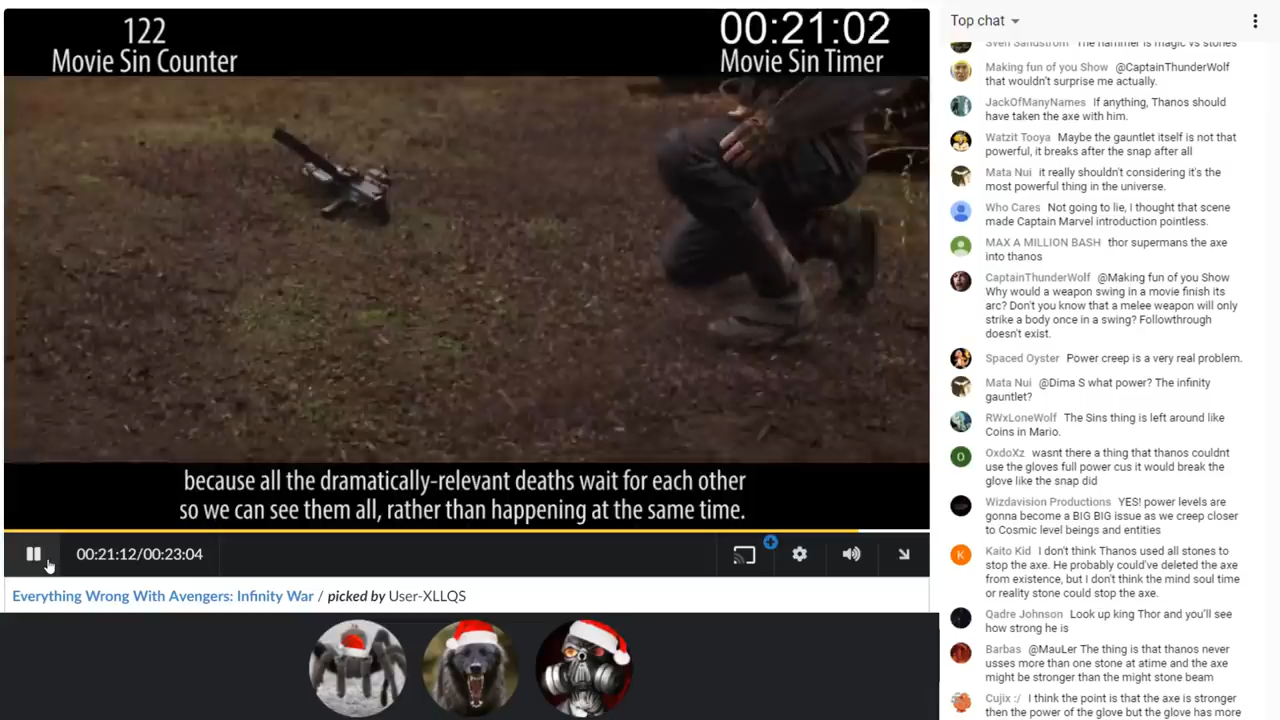 122
Movie Sin Counter
00:21:02
Movie Sin Timer
because all the dramatically-relevant deaths wait for each other
so we can see them all, rather than happening at the same time.
00:21:12/00:23:04
Everything Wrong With Avengers: Infinity War / picked by User-XLLQS
Top chat
Sven Sandstrom The hammer is magic vs stones
Making fun of you Show @CaptainThunderWolf
that wouldn't surprise me actually.
JackOfManyNames If anything, Thanos should
have taken the axe with him.
Watzit Tooya Maybe the gauntlet itself is not that
powerful, it breaks after the snap after all
Mata Nui it really shouldn't considering it's the
most powerful thing in the universe.
Who Cares Not going to lie, I thought that scene
made Captain Marvel introduction pointless.
MAX A MILLION BASH thor supermans the axe
into thanos
CaptainThunderWolf @Making fun of you Show
Why would a weapon swing in a movie finish its
arc? Don't you know that a melee weapon will only
strike a body once in a swing? Followthrough
doesn't exist.
Spaced Oyster Power creep is a very real problem.
Mata Nui @Dima S what power? The infinity
gauntlet?
RWxLoneWolf The Sins thing is left around like
Coins in Mario.
O
OxdoXz wasnt there a thing that thanos couldnt
use the gloves full power cus it would break the
glove like the snap did
Wizdavision Productions YES! power levels are
gonna become a BIG BIG issue as we creep closer
to Cosmic level beings and entities
K
Kaito Kid I don't think Thanos used all stones to
stop the axe. He probably could've deleted the axe
from existence, but I don't think the mind soul time
or reality stone could stop the axe.
Qadre Johnson Look up king Thor and you'll see
how strong he is
Barbas @MauLer The thing is that thanos never
usses more than one stone at atime and the axe
might be stronger than the might stone beam
Cujix :/ I think the point is that the axe is stronger
then the power of the glove but the glove has more